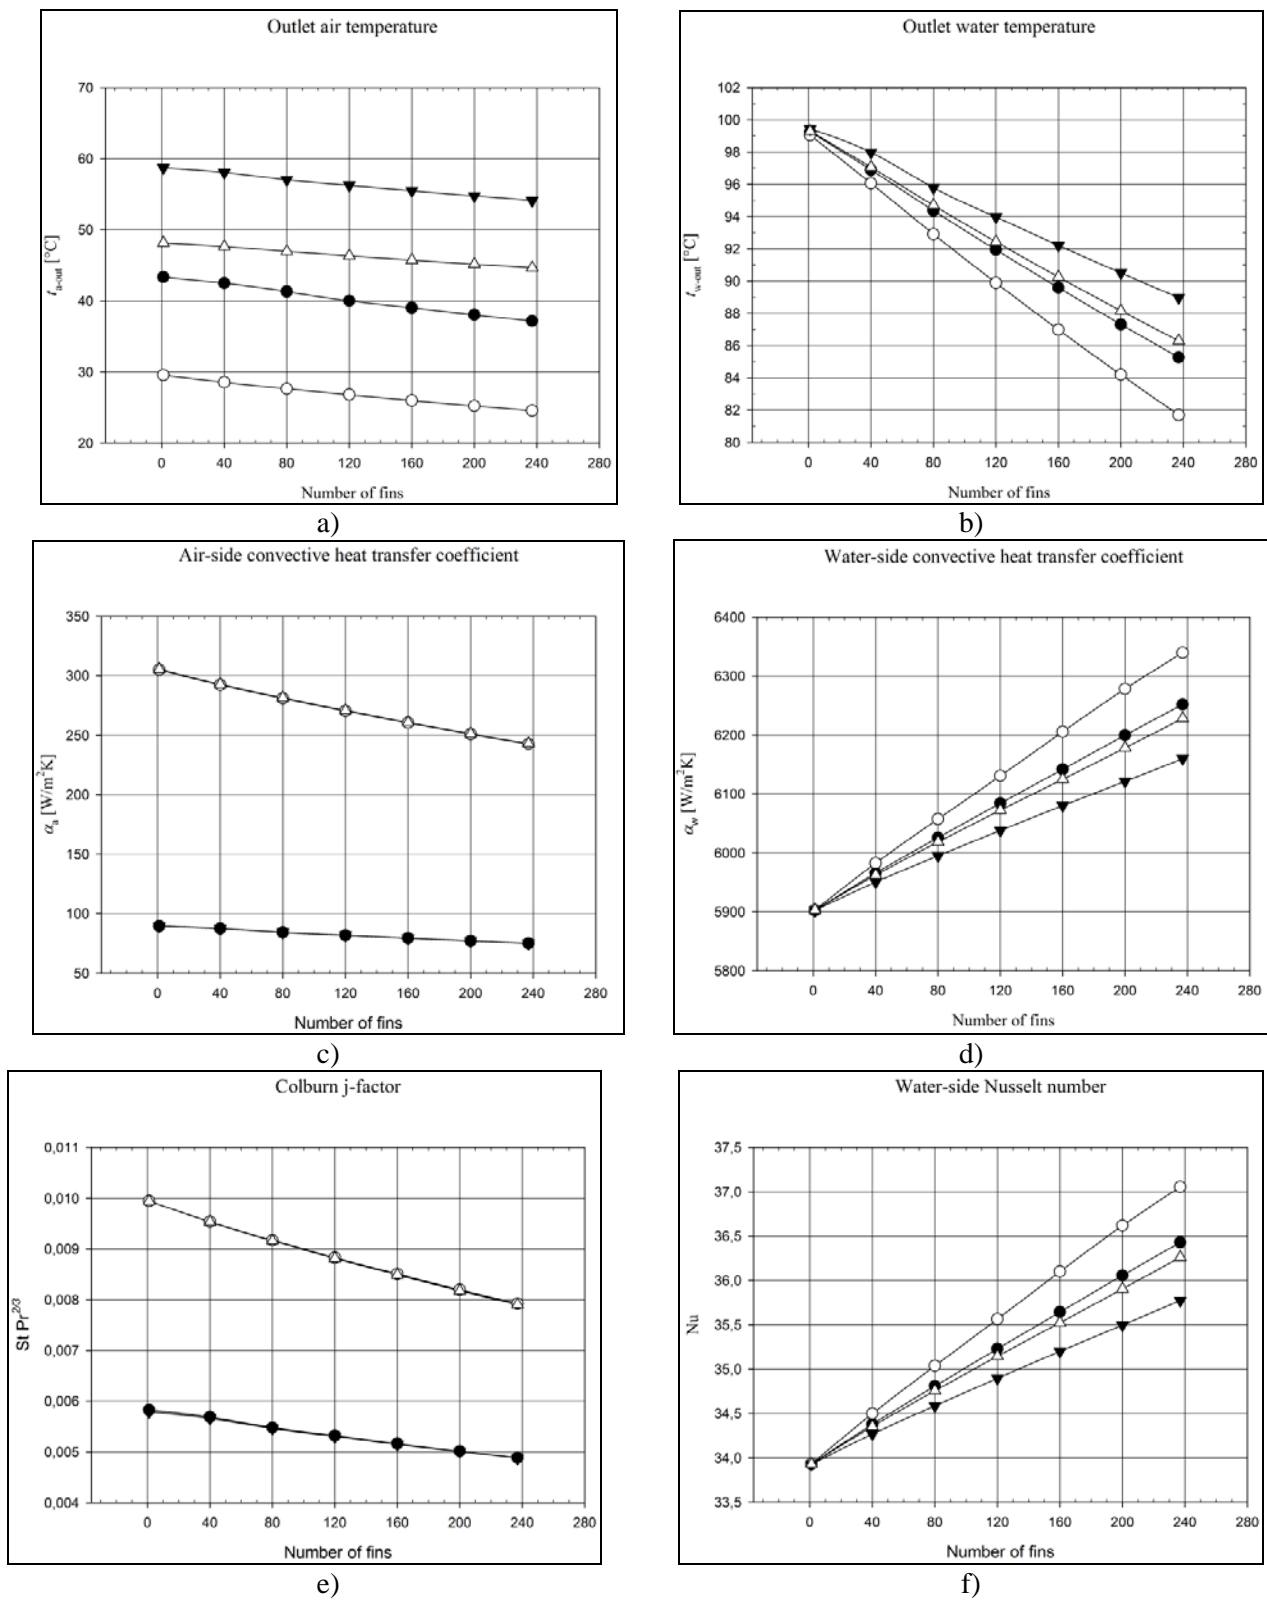 Outlet air temperature
70
60
50
40
30
20
t a-out [°C]
0 40 80 120 160 200 240 280
Number of fins
a)
Outlet water temperature
102
100
98
96
94
92
90
88
86
84
82
80
t w-out [°C]
0 40 80 120 160 200 240 280
Number of fins
b)
Air-side convective heat transfer coefficient
350
300
250
200
150
100
50
αa [W/m²K]
0 40 80 120 160 200 240 280
Number of fins
c)
Water-side convective heat transfer coefficient
6400
6300
6200
6100
6000
5900
5800
αw [W/m²K]
0 40 80 120 160 200 240 280
Number of fins
d)
Colburn j-factor
0,011
0,010
0,009
0,008
0,007
0,006
0,005
0,004
St Pr^2/3
0 40 80 120 160 200 240 280
Number of fins
e)
Water-side Nusselt number
37,5
37,0
36,5
36,0
35,5
35,0
34,5
34,0
33,5
Nu
0 40 80 120 160 200 240 280
Number of fins
f)